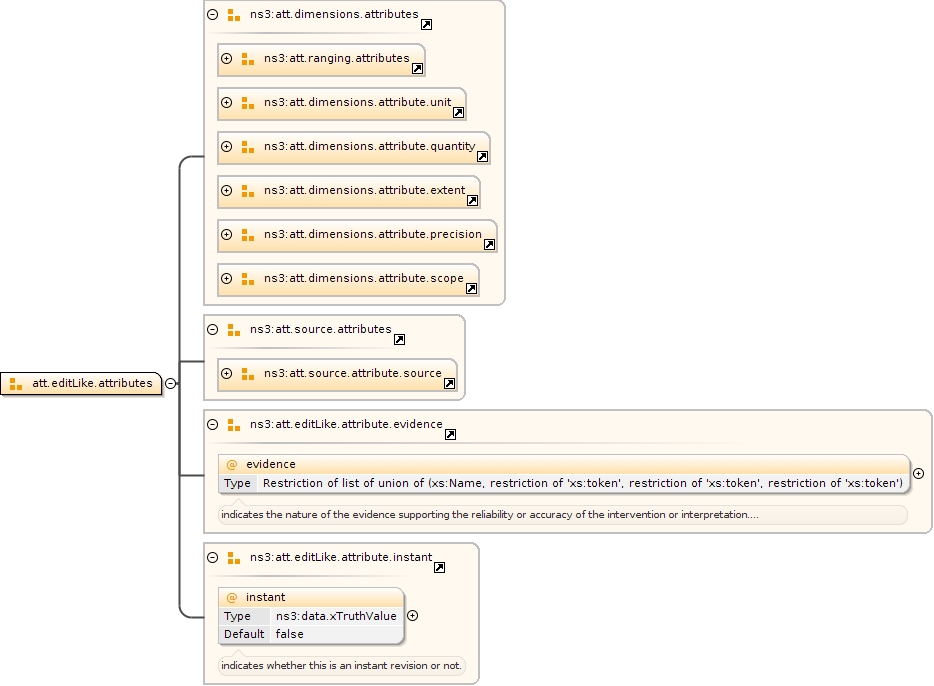 ns3:att.dimensions.attributes
ns3:att.ranging.attributes
ns3:att.dimensions.attribute.unit
ns3:att.dimensions.attribute.quantity
ns3:att.dimensions.attribute.extent
ns3:att.dimensions.attribute.precision
ns3:att.dimensions.attribute.scope
ns3:att.source.attributes
ns3:att.source.attribute.source
att.editLike.attributes
ns3:att.editLike.attribute.evidence
@ evidence
Type Restriction of list of union of (xs:Name, restriction of 'xs:token', restriction of 'xs:token', restriction of 'xs:token')
indicates the nature of the evidence supporting the reliability or accuracy of the intervention or interpretation....
ns3:att.editLike.attribute.instant
@ instant
Type ns3:data.xTruthValue
Default false
indicates whether this is an instant revision or not.